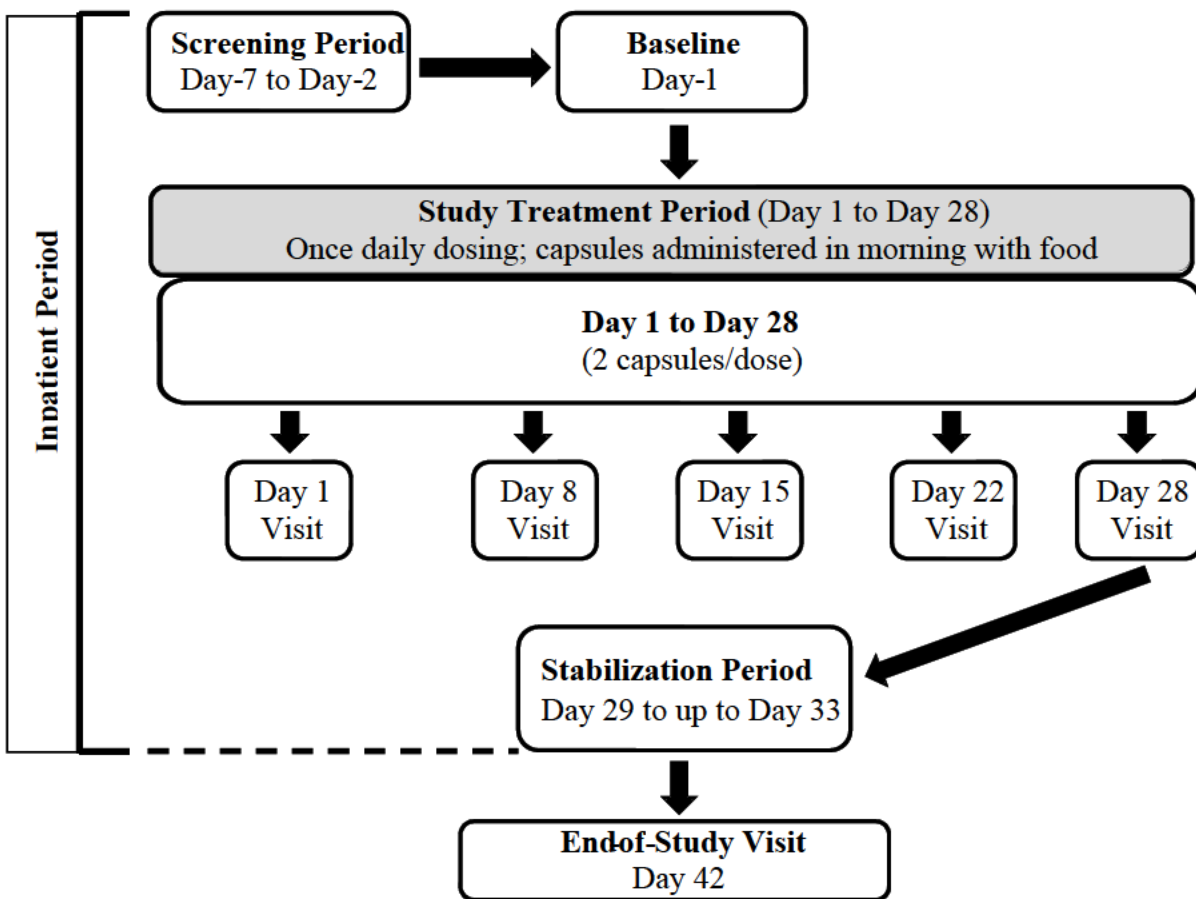 Inpatient Period
Screening Period
Day-7 to Day-2
Baseline
Day-1
Study Treatment Period (Day 1 to Day 28)
Once daily dosing; capsules administered in morning with food
Day 1 to Day 28
(2 capsules/dose)
Day 1
Visit
Day 8
Visit
Day 15
Visit
Day 22
Visit
Day 28
Visit
Stabilization Period
Day 29 to up to Day 33
End-of-Study Visit
Day 42